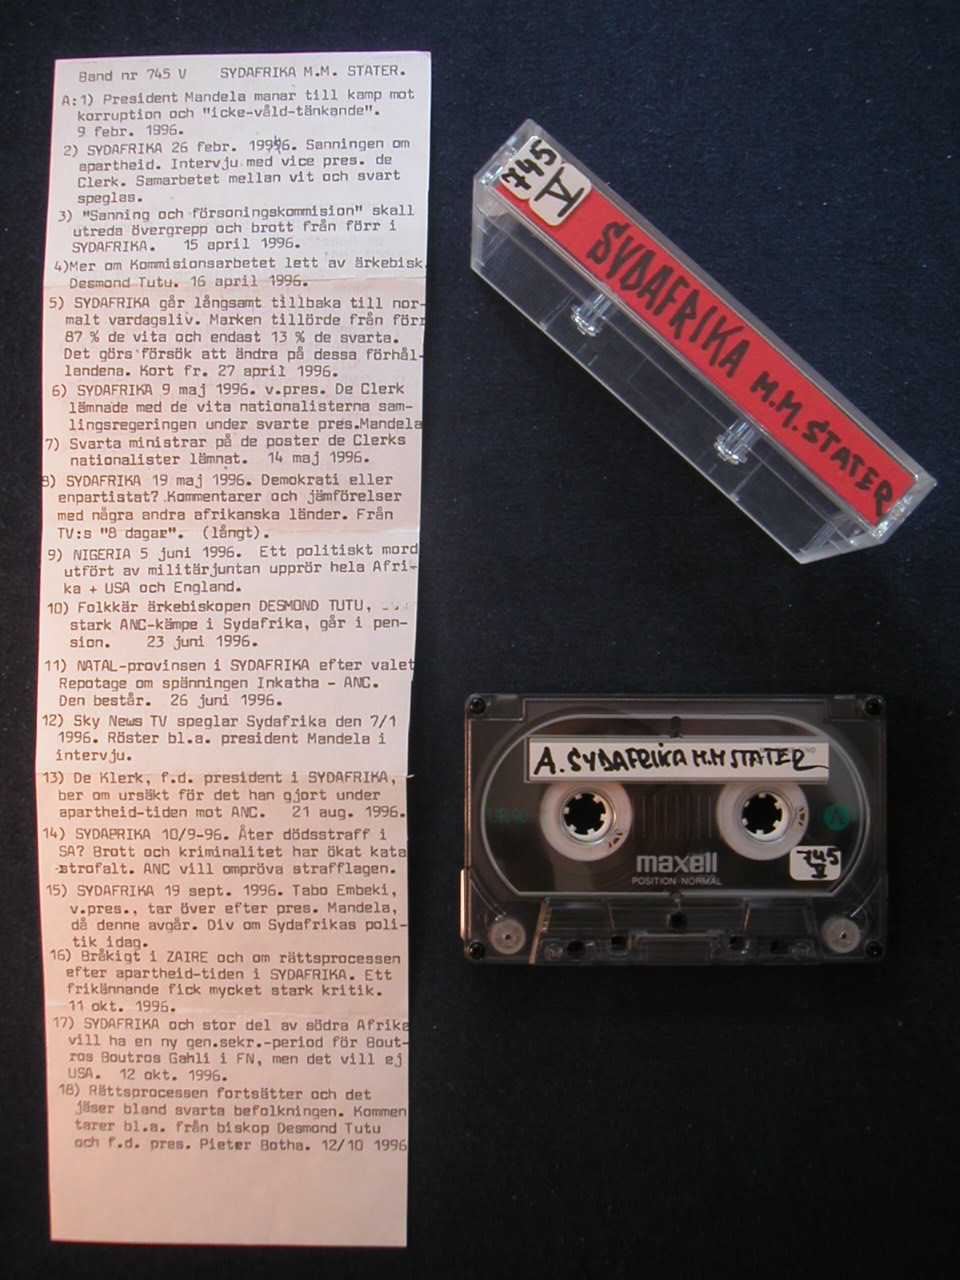 Band nr 745 V SYDAFRIKA M.M. STATER.
A:1) President Mandela manar till kamp mot
korruption och "icke-våld-tänkande".
9 febr. 1996.
2) SYDAFRIKA 26 febr. 1996. Sanningen om
apartheid. Intervju med vice pres. de
Clerk. Samarbetet mellan vit och svart
speglas.
3) "Sanning och försoningskommision" skall
utreda övergrepp och brott från förr i
SYDAFRIKA. 15 april 1996.
4)Mer om Kommisionsarbetet lett av ärkebisk.
Desmond Tutu. 16 april 1996.
5) SYDAFRIKA går långsamt tillbaka till nor-
malt vardagsliv. Marken tillörde från förr
87 % de vita och endast 13 % de svarta.
Det görs försök att ändra på dessa förhål-
landena. Kort fr. 27 april 1996.
6) SYDAFRIKA 9 maj 1996. v.pres. De Clerk
lämnade med de vita nationalisterna sam-
lingsregeringen under svarte pres.Mandela
7) Svarta ministrar på de poster de Clerks
nationalister lämnat. 14 maj 1996.
8) SYDAFRIKA 19 maj 1996. Demokrati eller
enpartistat? Kommentarer och jämförelser
med några andra afrikanska länder. Från
TV:s "8 dagar". (långt).
9) NIGERIA 5 juni 1996. Ett politiskt mord
utfört av militärjuntan upprör hela Afri-
ka + USA och England.
10) Folkkär ärkebiskopen DESMOND TUTU,
stark ANC-kämpe i Sydafrika, går i pen-
sion. 23 juni 1996.
11) NATAL-provinsen i SYDAFRIKA efter valet
Repotage om spänningen Inkatha - ANC.
Den består. 26 juni 1996.
12) Sky News TV speglar Sydafrika den 7/1
1996. Röster bl.a. president Mandela i
intervju.
13) De Klerk, f.d. president i SYDAFRIKA,
ber om ursäkt för det han gjort under
apartheid-tiden mot ANC. 21 aug. 1996.
14) SYDAFRIKA 10/9-96. Åter dödsstraff i
SA? Brott och kriminalitet har ökat kata
strofalt. ANC vill ompröva strafflagen.
15) SYDAFRIKA 19 sept. 1996. Tabo Embeki,
v.pres., tar över efter pres. Mandela,
då denne avgår. Div om Sydafrikas poli-
tik idag.
16) Bråkigt i ZAIRE och om rättsprocessen
efter apartheid-tiden i SYDAFRIKA. Ett
frikännande fick mycket stark kritik.
11 okt. 1996.
17) SYDAFRIKA och stor del av södra Afrika
vill ha en ny gen.sekr.-period för Bout-
ros Boutros Gahli i FN, men det vill ej
USA. 12 okt. 1996.
18) Rättsprocessen fortsätter och det
jäser bland svarta befolkningen. Kommen
tarer bl.a. från biskop Desmond Tutu
och f.d. pres. Pieter Botha. 12/10 1996
745
A
SYDAFRIKA M.M. STATER
A. SYDAFRIKA M.M STATER
UR 90
A
maxell
POSITION·NORMAL
745
V